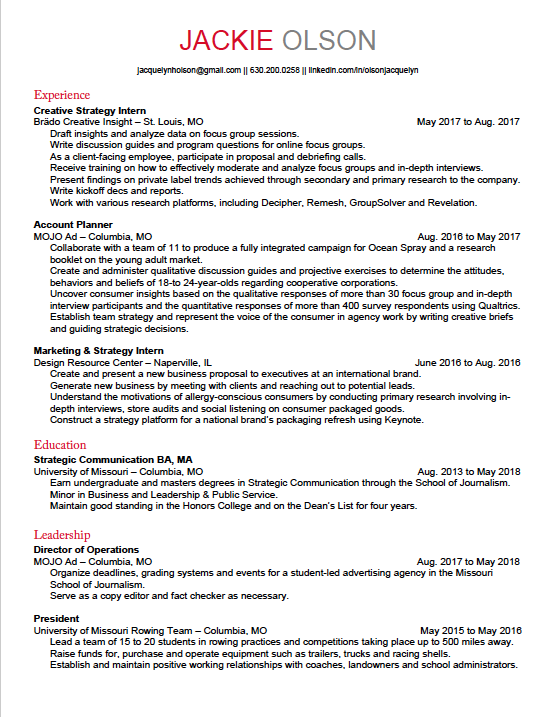 JACKIE OLSON
jacquelynholson@gmail.com || 630.200.0258 || linkedin.com/in/olsonjacquelyn
Experience
Creative Strategy Intern
Brãdo Creative Insight – St. Louis, MO May 2017 to Aug. 2017
Draft insights and analyze data on focus group sessions.
Write discussion guides and program questions for online focus groups.
As a client-facing employee, participate in proposal and debriefing calls.
Receive training on how to effectively moderate and analyze focus groups and in-depth interviews.
Present findings on private label trends achieved through secondary and primary research to the company.
Write kickoff decs and reports.
Work with various research platforms, including Decipher, Remesh, GroupSolver and Revelation.
Account Planner
MOJO Ad – Columbia, MO Aug. 2016 to May 2017
Collaborate with a team of 11 to produce a fully integrated campaign for Ocean Spray and a research
booklet on the young adult market.
Create and administer qualitative discussion guides and projective exercises to determine the attitudes,
behaviors and beliefs of 18-to 24-year-olds regarding cooperative corporations.
Uncover consumer insights based on the qualitative responses of more than 30 focus group and in-depth
interview participants and the quantitative responses of more than 400 survey respondents using Qualtrics.
Establish team strategy and represent the voice of the consumer in agency work by writing creative briefs
and guiding strategic decisions.
Marketing & Strategy Intern
Design Resource Center – Naperville, IL June 2016 to Aug. 2016
Create and present a new business proposal to executives at an international brand.
Generate new business by meeting with clients and reaching out to potential leads.
Understand the motivations of allergy-conscious consumers by conducting primary research involving in-
depth interviews, store audits and social listening on consumer packaged goods.
Construct a strategy platform for a national brand's packaging refresh using Keynote.
Education
Strategic Communication BA, MA
University of Missouri – Columbia, MO Aug. 2013 to May 2018
Earn undergraduate and masters degrees in Strategic Communication through the School of Journalism.
Minor in Business and Leadership & Public Service.
Maintain good standing in the Honors College and on the Dean's List for four years.
Leadership
Director of Operations
MOJO Ad – Columbia, MO Aug. 2017 to May 2018
Organize deadlines, grading systems and events for a student-led advertising agency in the Missouri
School of Journalism.
Serve as a copy editor and fact checker as necessary.
President
University of Missouri Rowing Team – Columbia, MO May 2015 to May 2016
Lead a team of 15 to 20 students in rowing practices and competitions taking place up to 500 miles away.
Raise funds for, purchase and operate equipment such as trailers, trucks and racing shells.
Establish and maintain positive working relationships with coaches, landowners and school administrators.